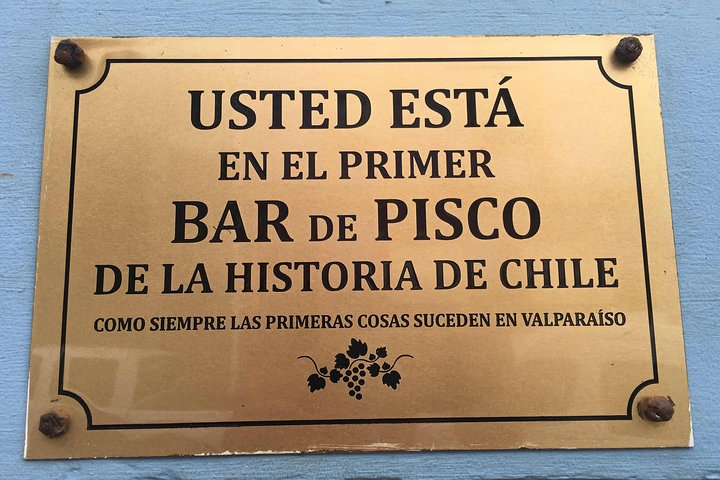 USTED ESTÁ
EN EL PRIMER
BAR DE PISCO
DE LA HISTORIA DE CHILE
COMO SIEMPRE LAS PRIMERAS COSAS SUCEDEN EN VALPARAÍSO